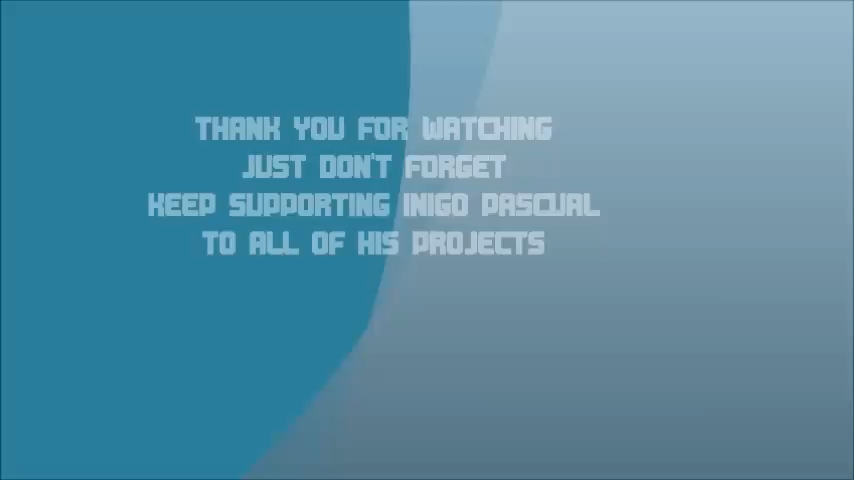 THANK YOU FOR WATCHING
JUST DON'T FORGET
KEEP SUPPORTING INIGO PASCUAL
TO ALL OF HIS PROJECTS